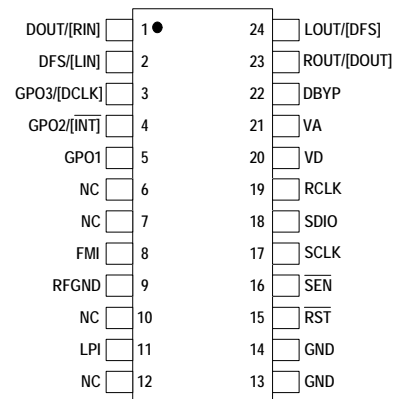 DOUT/[RIN] 1 24 LOUT/[DFS]
DFS/[LIN] 2 23 ROUT/[DOUT]
GPO3/[DCLK] 3 22 DBYP
GPO2/[INT] 4 21 VA
GPO1 5 20 VD
NC 6 19 RCLK
NC 7 18 SDIO
FMI 8 17 SCLK
RFGND 9 16 SEN
NC 10 15 RST
LPI 11 14 GND
NC 12 13 GND